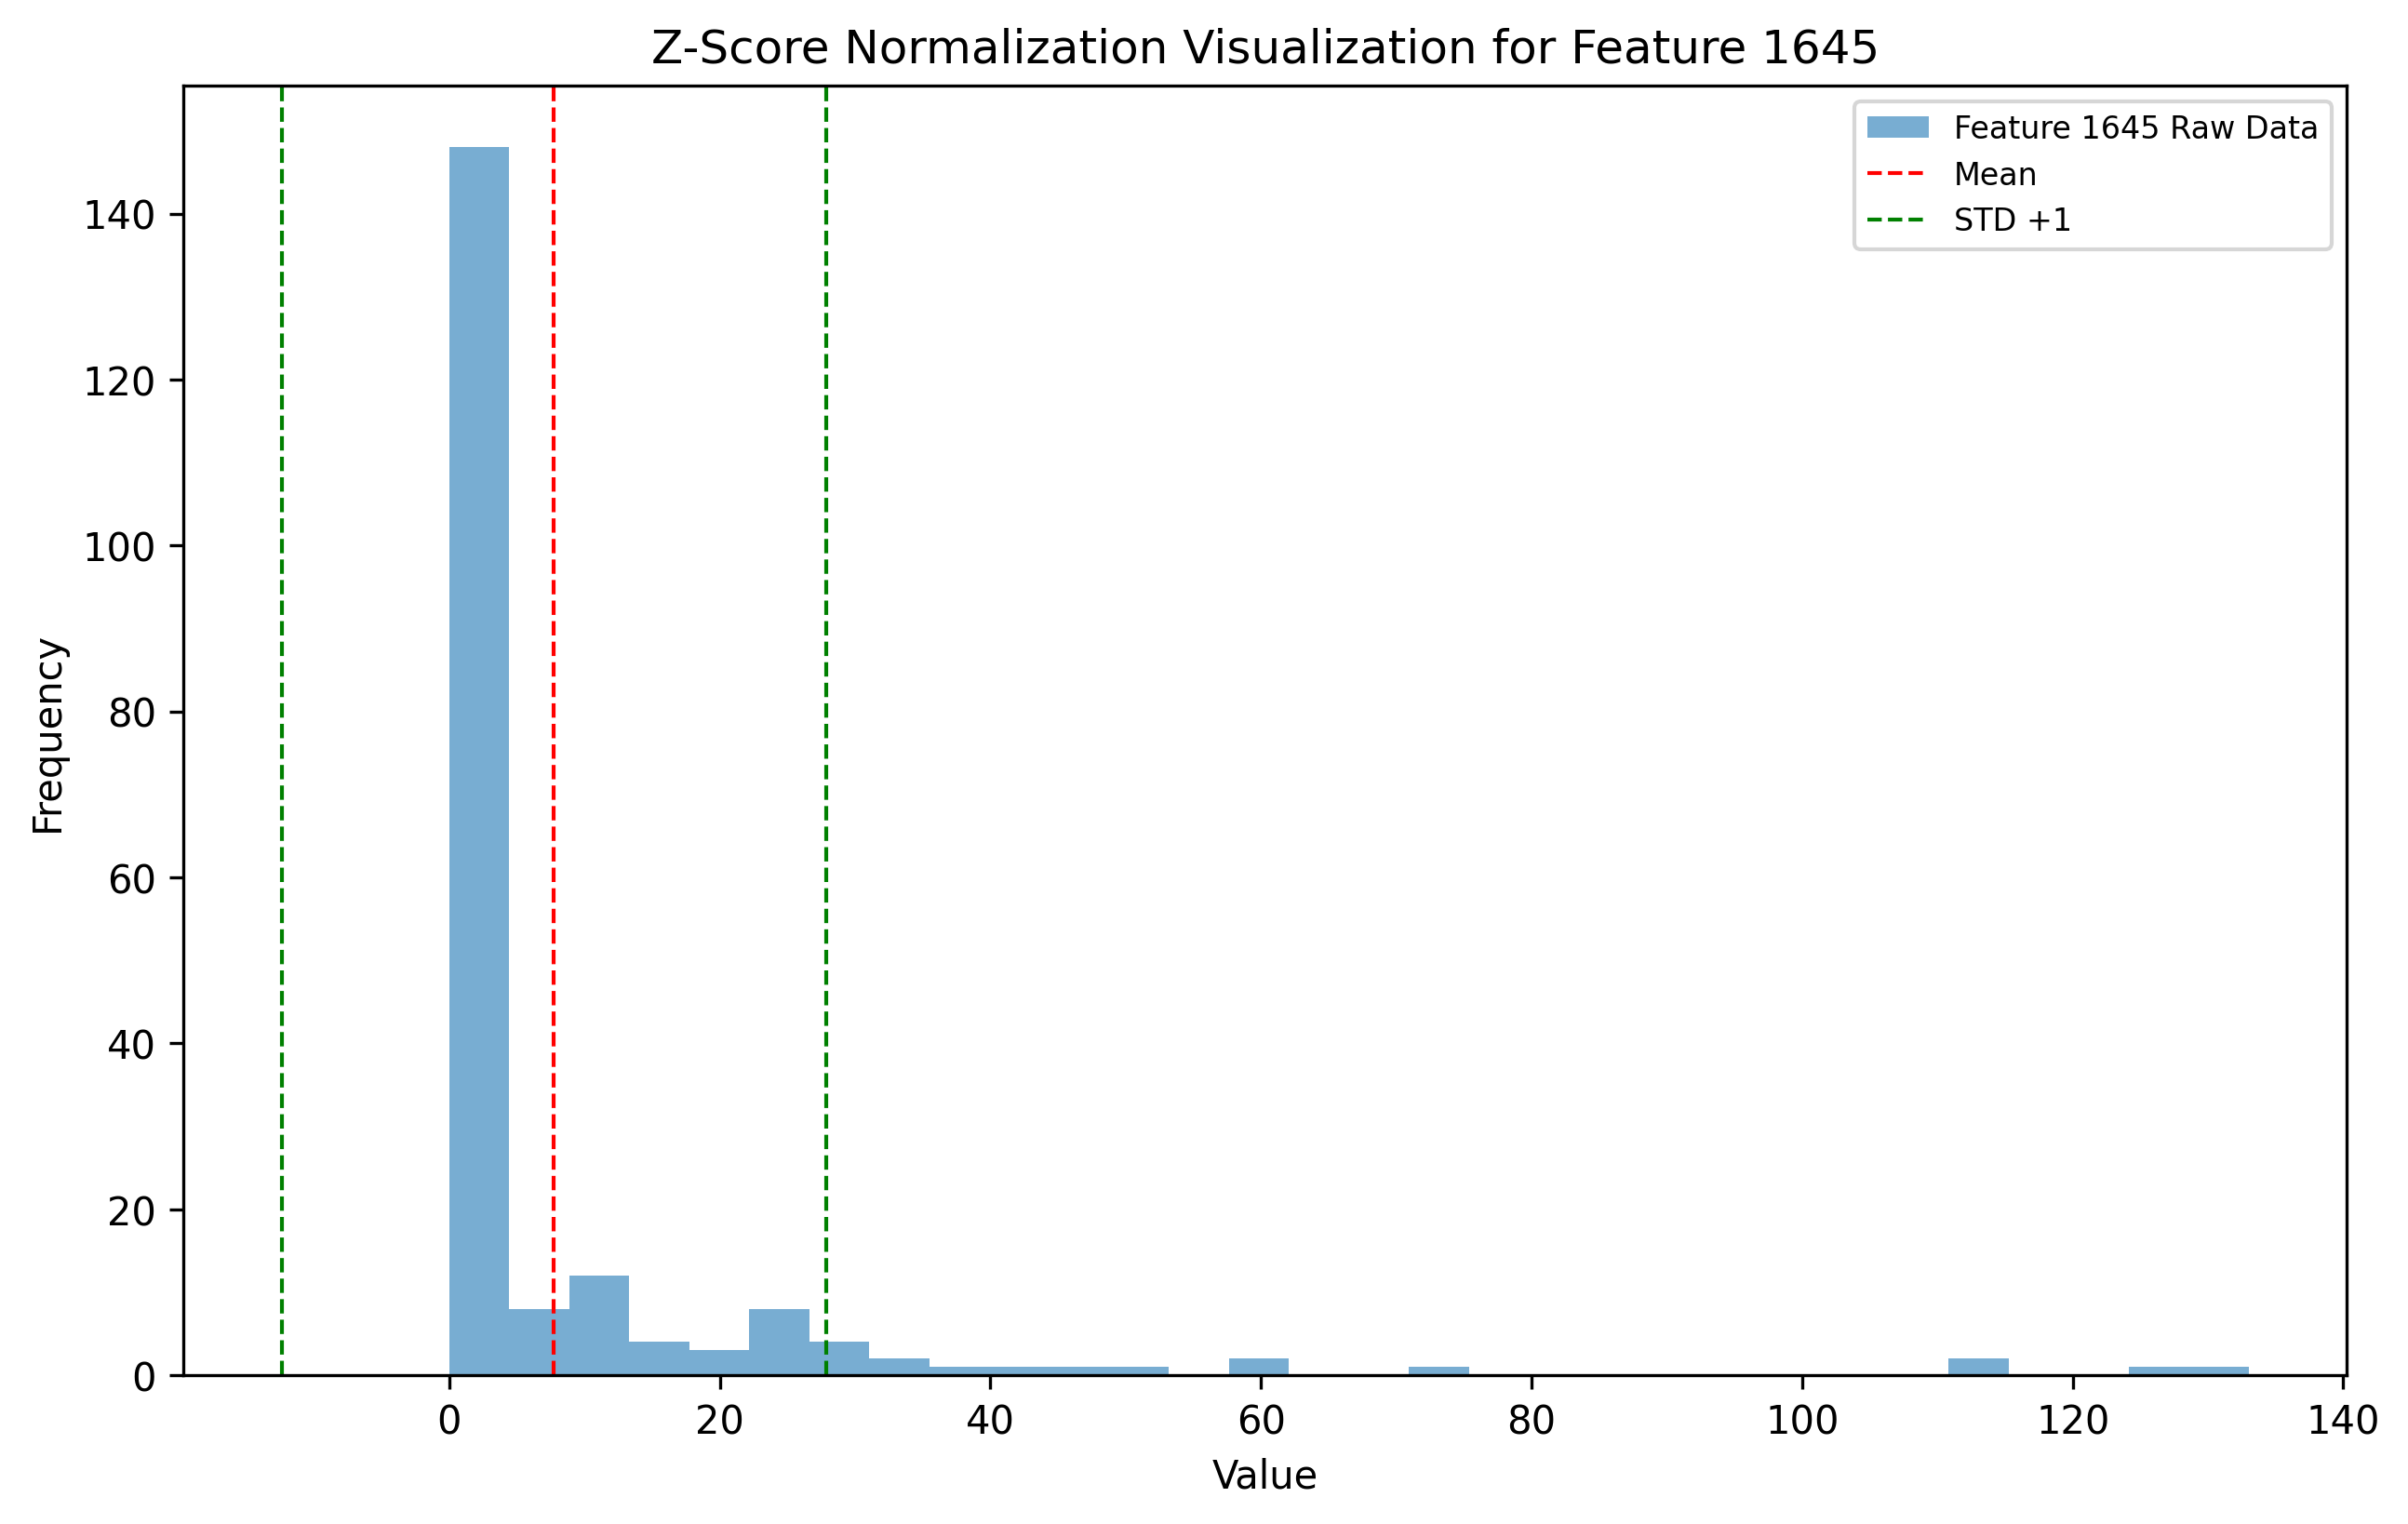 Z-Score Normalization Visualization for Feature 1645
Feature 1645 Raw Data
Mean
STD +1
140
120
100
80
60
40
20
0
Frequency
0 20 40 60 80 100 120 140
Value